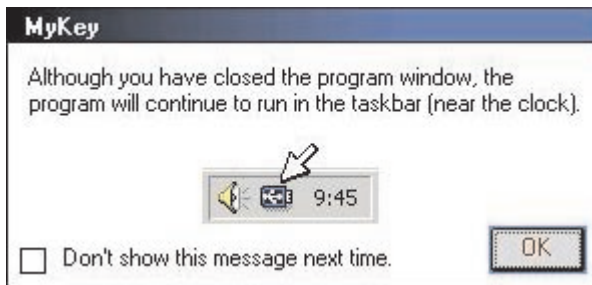 MyKey
Although you have closed the program window, the
program will continue to run in the taskbar (near the clock).
9:45
OK
Don't show this message next time.